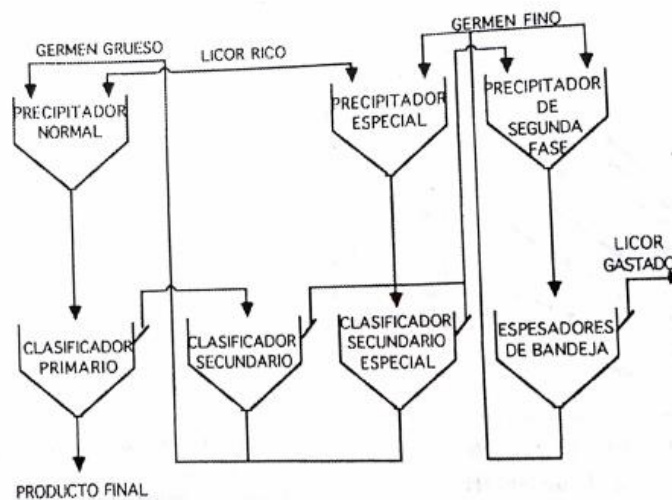 GERMEN FINO
GERMEN GRUESO
LICOR RICO
PRECIPITADOR
NORMAL
PRECIPITADOR
ESPECIAL
PRECIPITADOR
DE
SEGUNDA
FASE
LICOR
GASTADO
CLASIFICADOR
PRIMARIO
CLASIFICADOR
SECUNDARIO
CLASIFICADOR
SECUNDARIO
ESPECIAL
ESPESADORES
DE BANDEJA
PRODUCTO FINAL